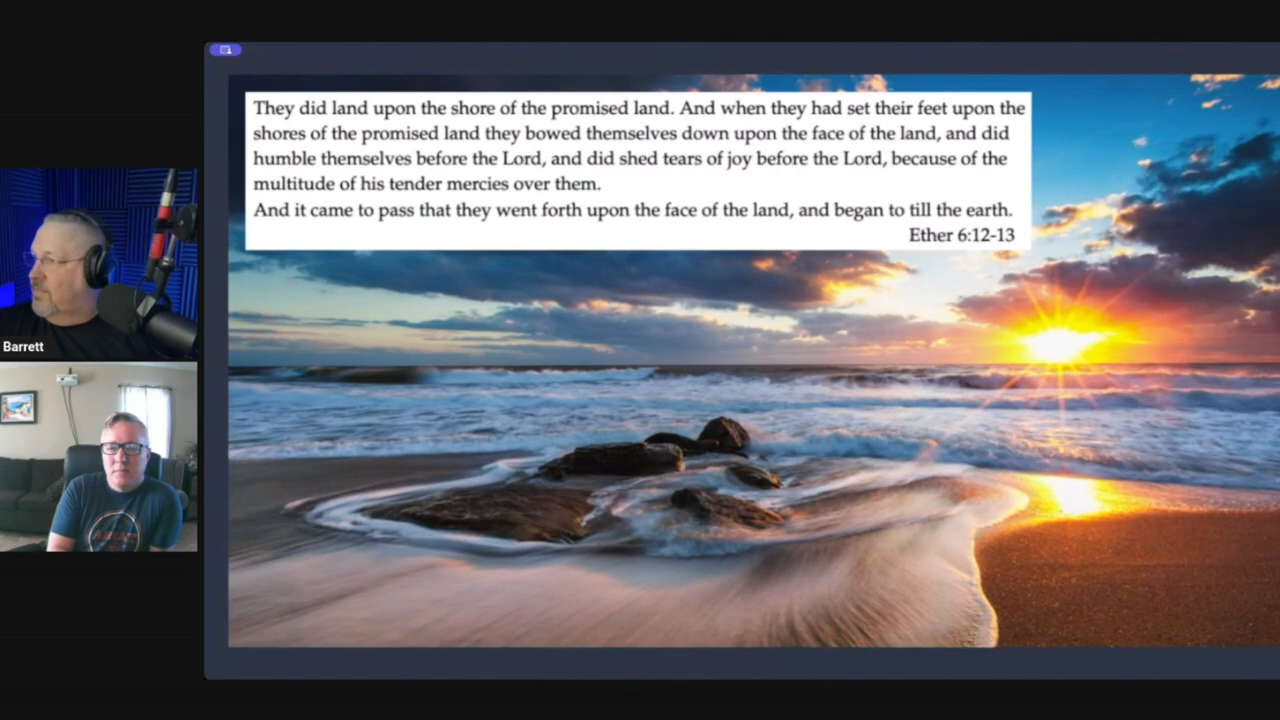 They did land upon the shore of the promised land. And when they had set their feet upon the
shores of the promised land they bowed themselves down upon the face of the land, and did
humble themselves before the Lord, and did shed tears of joy before the Lord, because of the
multitude of his tender mercies over them.
And it came to pass that they went forth upon the face of the land, and began to till the earth.
Ether 6:12-13
Barrett